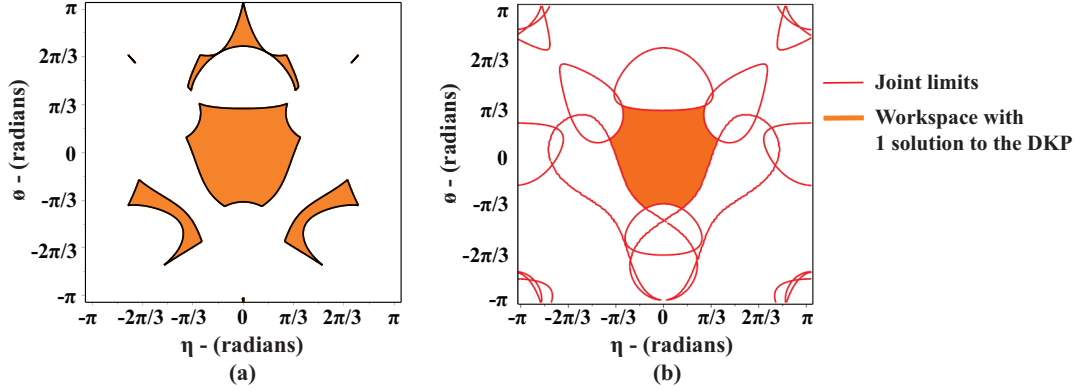 π
2π/3
π/3
0
-π/3
-2π/3
-π
ø - (radians)
-π
-2π/3
-π/3
0
π/3
2π/3
π
η - (radians)
(a)
π
2π/3
π/3
0
-π/3
-2π/3
-π
ø - (radians)
-π
-2π/3
-π/3
0
π/3
2π/3
π
η - (radians)
(b)
Joint limits
Workspace with
1 solution to the DKP